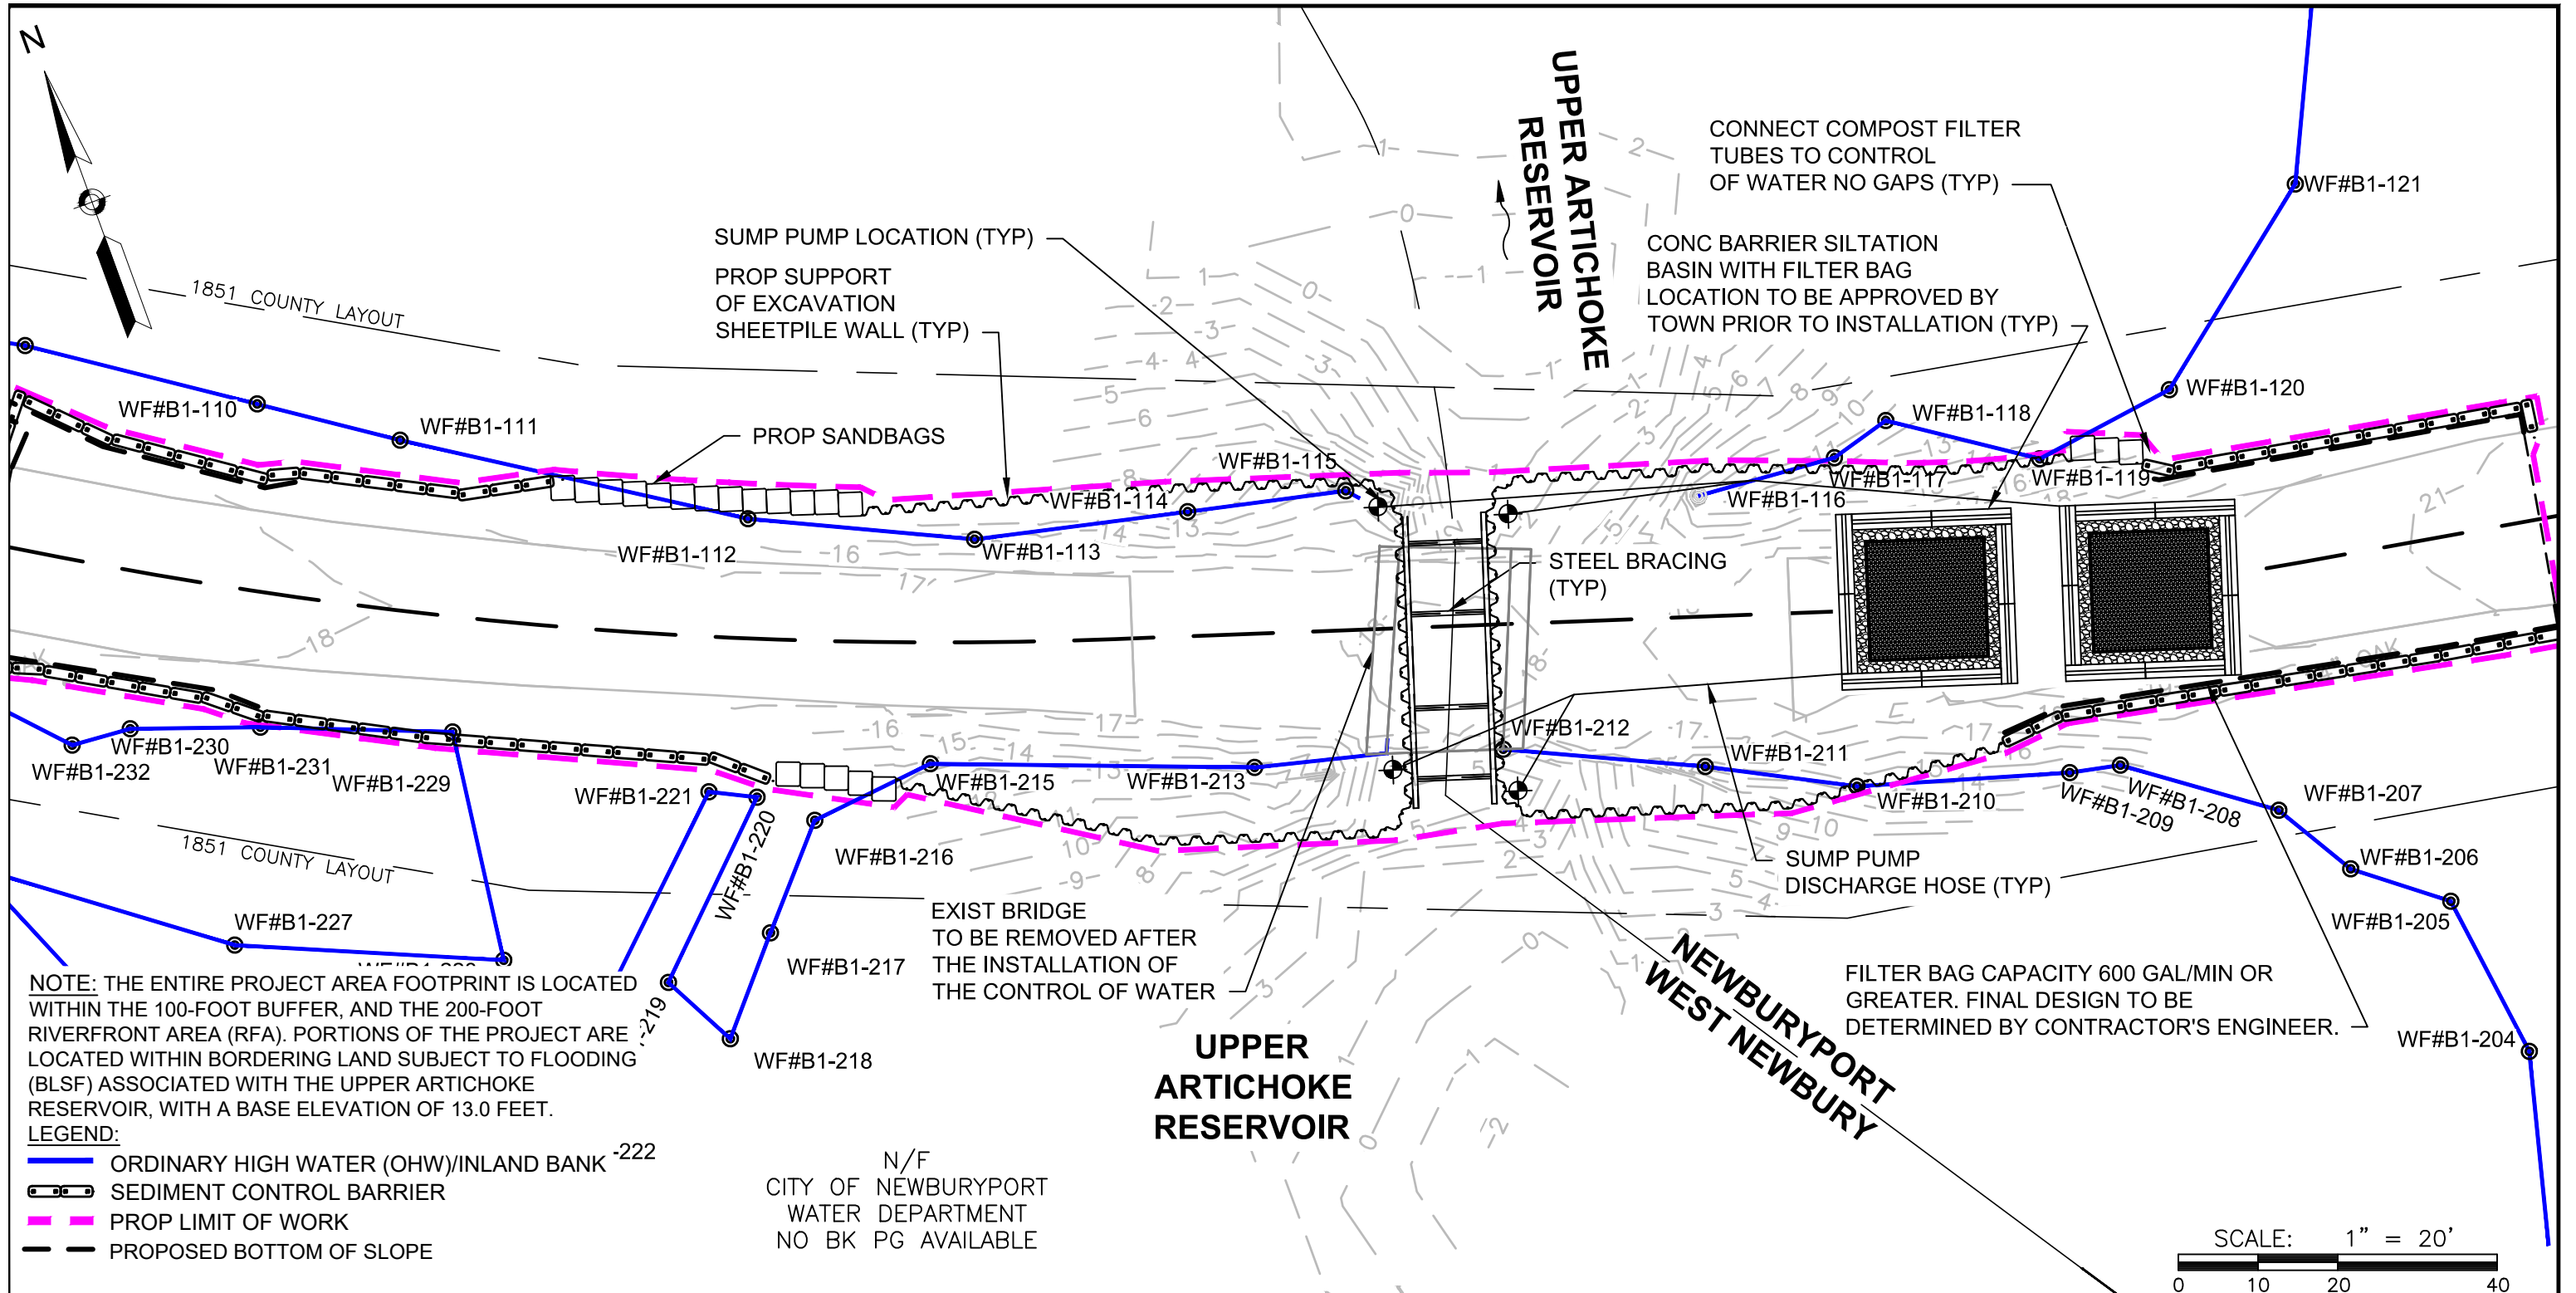 N
1851 COUNTY LAYOUT
SUMP PUMP LOCATION (TYP)
PROP SUPPORT
OF EXCAVATION
SHEETPILE WALL (TYP)
PROP SANDBAGS
UPPER ARTICHOKE
RESERVOIR
CONNECT COMPOST FILTER
TUBES TO CONTROL
OF WATER NO GAPS (TYP)
CONC BARRIER SILTATION
BASIN WITH FILTER BAG
LOCATION TO BE APPROVED BY
TOWN PRIOR TO INSTALLATION (TYP)
WF#B1-121
WF#B1-120
WF#B1-110
WF#B1-111
WF#B1-118
WF#B1-115
WF#B1-114
WF#B1-116
WF#B1-117
WF#B1-119
WF#B1-112
WF#B1-113
STEEL BRACING
(TYP)
WF#B1-212
WF#B1-230
WF#B1-232
WF#B1-231
WF#B1-229
WF#B1-221
WF#B1-220
WF#B1-215
WF#B1-213
WF#B1-211
WF#B1-210
WF#B1-209
WF#B1-208
WF#B1-207
WF#B1-206
WF#B1-205
WF#B1-204
1851 COUNTY LAYOUT
WF#B1-216
WF#B1-227
WF#B1-217
WF#B1-218
-219
SUMP PUMP
DISCHARGE HOSE (TYP)
EXIST BRIDGE
TO BE REMOVED AFTER
THE INSTALLATION OF
THE CONTROL OF WATER
NEWBURYPORT
WEST NEWBURY
FILTER BAG CAPACITY 600 GAL/MIN OR
GREATER. FINAL DESIGN TO BE
DETERMINED BY CONTRACTOR'S ENGINEER.
UPPER
ARTICHOKE
RESERVOIR
NOTE: THE ENTIRE PROJECT AREA FOOTPRINT IS LOCATED
WITHIN THE 100-FOOT BUFFER, AND THE 200-FOOT
RIVERFRONT AREA (RFA). PORTIONS OF THE PROJECT ARE
LOCATED WITHIN BORDERING LAND SUBJECT TO FLOODING
(BLSF) ASSOCIATED WITH THE UPPER ARTICHOKE
RESERVOIR, WITH A BASE ELEVATION OF 13.0 FEET.
LEGEND:
ORDINARY HIGH WATER (OHW)/INLAND BANK
-222
SEDIMENT CONTROL BARRIER
PROP LIMIT OF WORK
PROPOSED BOTTOM OF SLOPE
N/F
CITY OF NEWBURYPORT
WATER DEPARTMENT
NO BK PG AVAILABLE
SCALE: 1" = 20'
0 10 20 40